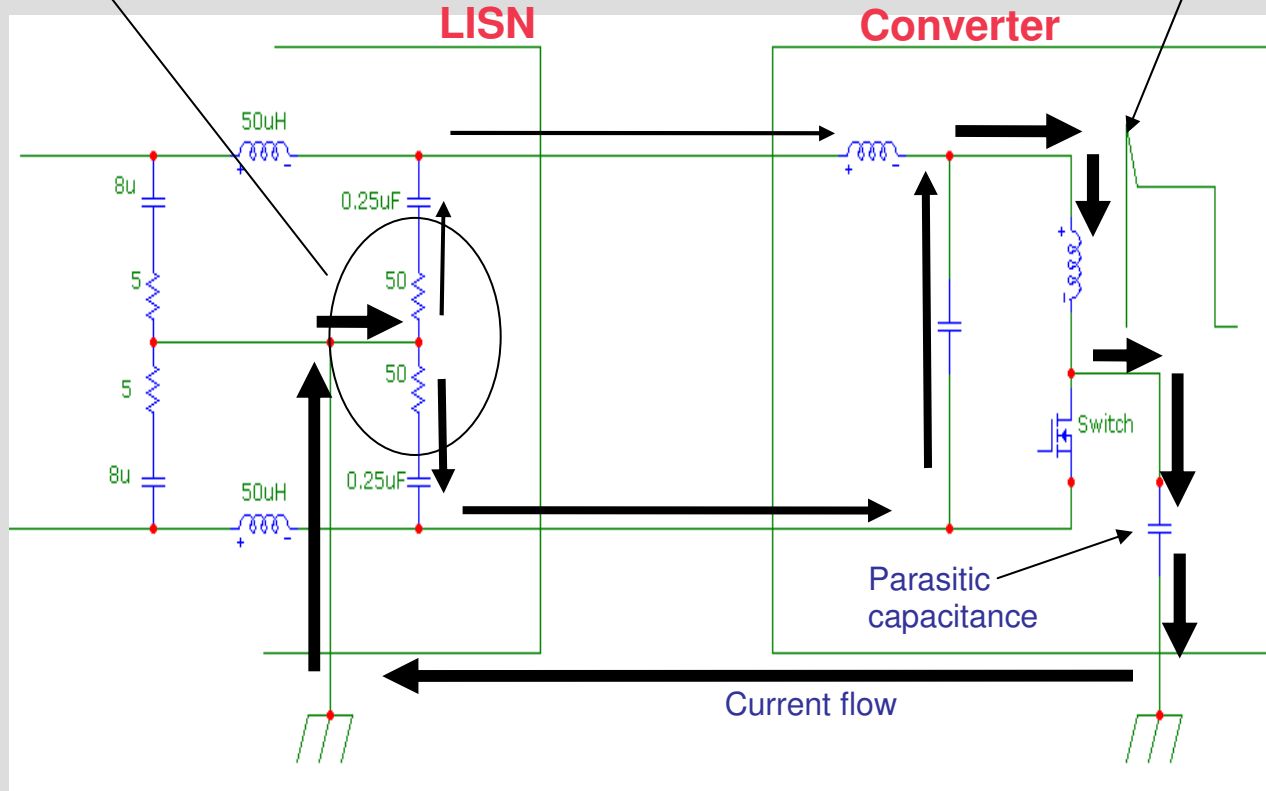 LISN
Converter
50uH
8u
0.25uF
5
50
50
5
Switch
8u
50uH
0.25uF
Parasitic
capacitance
Current flow